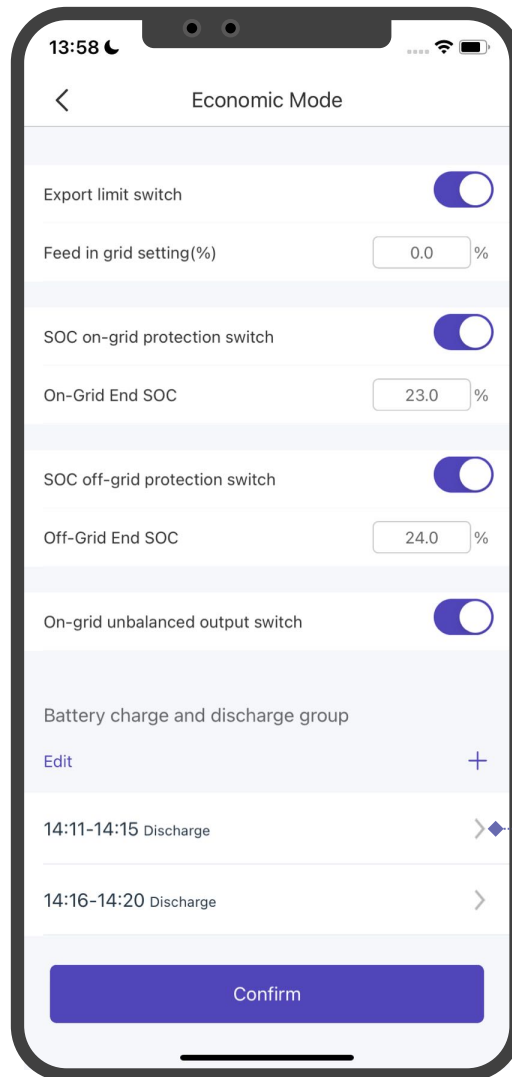 13:58
Economic Mode
Export limit switch
Feed in grid setting(%) 0.0 %
SOC on-grid protection switch
On-Grid End SOC 23.0 %
SOC off-grid protection switch
Off-Grid End SOC 24.0 %
On-grid unbalanced output switch
Battery charge and discharge group
Edit +
14:11-14:15 Discharge
14:16-14:20 Discharge
Confirm